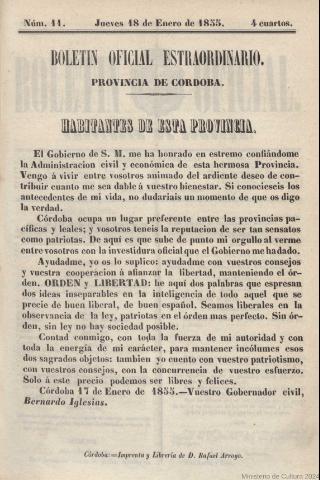 Núm. 11. Jueves 18 de Enero de 1855. 4 cuartos.
BOLETIN OFICIAL ESTRAORDINARIO.
PROVINCIA DE CORDOBA.
HABITANTES DE ESTA PROVINCIA.
El Gobierno de S. M. me ha honrado en estremo confiándome
la Administracion civil y económica de esta hermosa Provincia.
Vengo á vivir entre vosotros animado del ardiente deseo de con-
tribuir cuanto me sea dable á vuestro bienestar. Si conocieseis los
antecedentes de mi vida, no dudariais un momento de que os digo
la verdad.
Córdoba ocupa un lugar preferente entre las provincias pa-
cíficas y leales; y vosotros teneis la reputacion de ser tan sensatos
como patriotas. De aqui es que sube de punto mi orgullo al verme
entre vosotros con la investidura oficial que el Gobierno me ha dado.
Ayudadme, yo os lo suplico: ayudadme con vuestros consejos
y vuestra cooperacion á afianzar la libertad, manteniendo el ór-
den. ORDEN y LIBERTAD: he aqui dos palabras que espresan
dos ideas inseparables en la inteligencia de todo aquel que se
precie de buen liberal, de buen español. Seamos liberales en la
observancia de la ley, patriotas en el órden mas perfecto. Sin ór-
den, sin ley no hay sociedad posible.
Contad conmigo, con toda la fuerza de mi autoridad y con
toda la energía de mi carácter, para mantener incólumes esos
dos sagrados objetos: tambien yo cuento con vuestro patriotismo,
con vuestros consejos, con la concurrencia de vuestro esfuerzo.
Solo á este precio podemos ser libres y felices.
Córdoba 17 de Enero de 1855.—Vuestro Gobernador civil,
Bernardo Iglesias.
Córdoba:=Imprenta y Librería de D. Rafael Arroyo.
Ministerio de Cultura 2024